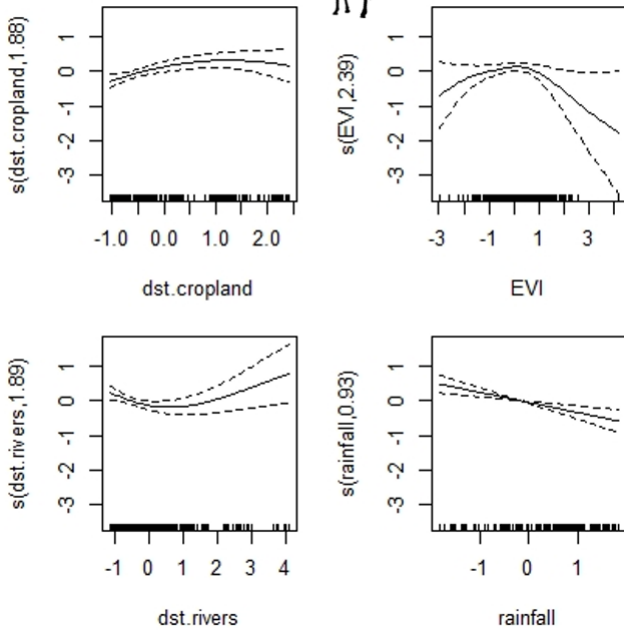 s(dst.cropland,1.88)
1
0
-1
-2
-3
-1.0 0.0 1.0 2.0
dst.cropland
s(EVI,2.39)
1
0
-1
-2
-3
-3 -1 1 3
EVI
s(dst.rivers,1.89)
1
0
-1
-2
-3
-1 0 1 2 3 4
dst.rivers
s(rainfall,0.93)
1
0
-1
-2
-3
-1 0 1
rainfall